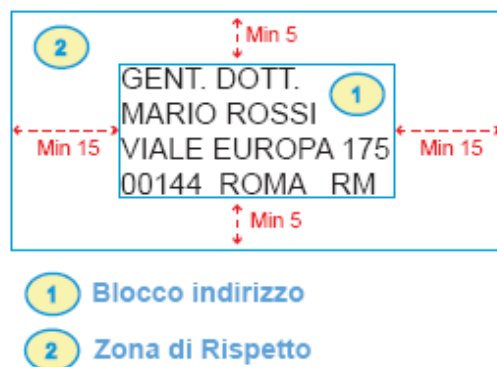 2
Min 5
GENT. DOTT.
1
MARIO ROSSI
Min 15
VIALE EUROPA 175
Min 15
00144 ROMA RM
Min 5
1 Blocco indirizzo
2 Zona di Rispetto